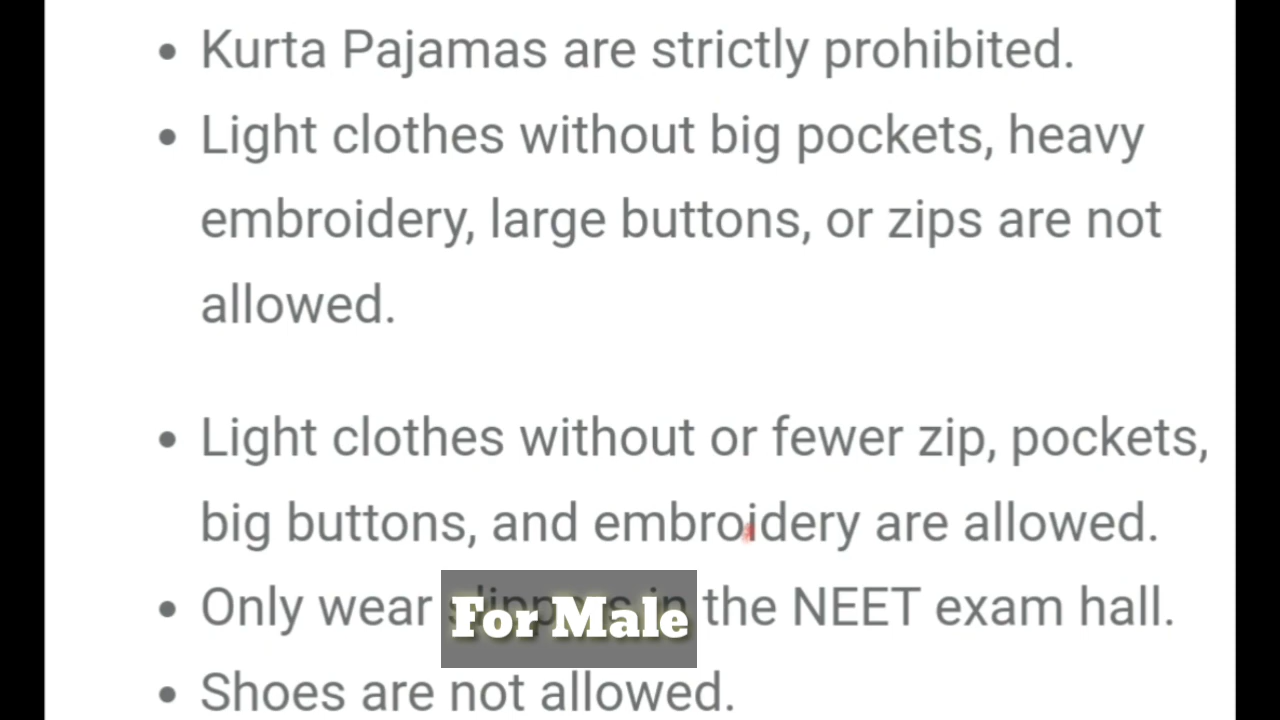 • Kurta Pajamas are strictly prohibited.
• Light clothes without big pockets, heavy
embroidery, large buttons, or zips are not
allowed.
• Light clothes without or fewer zip, pockets,
big buttons, and embroidery are allowed.
• Only wear slippers in the NEET exam hall.
For Male
• Shoes are not allowed.